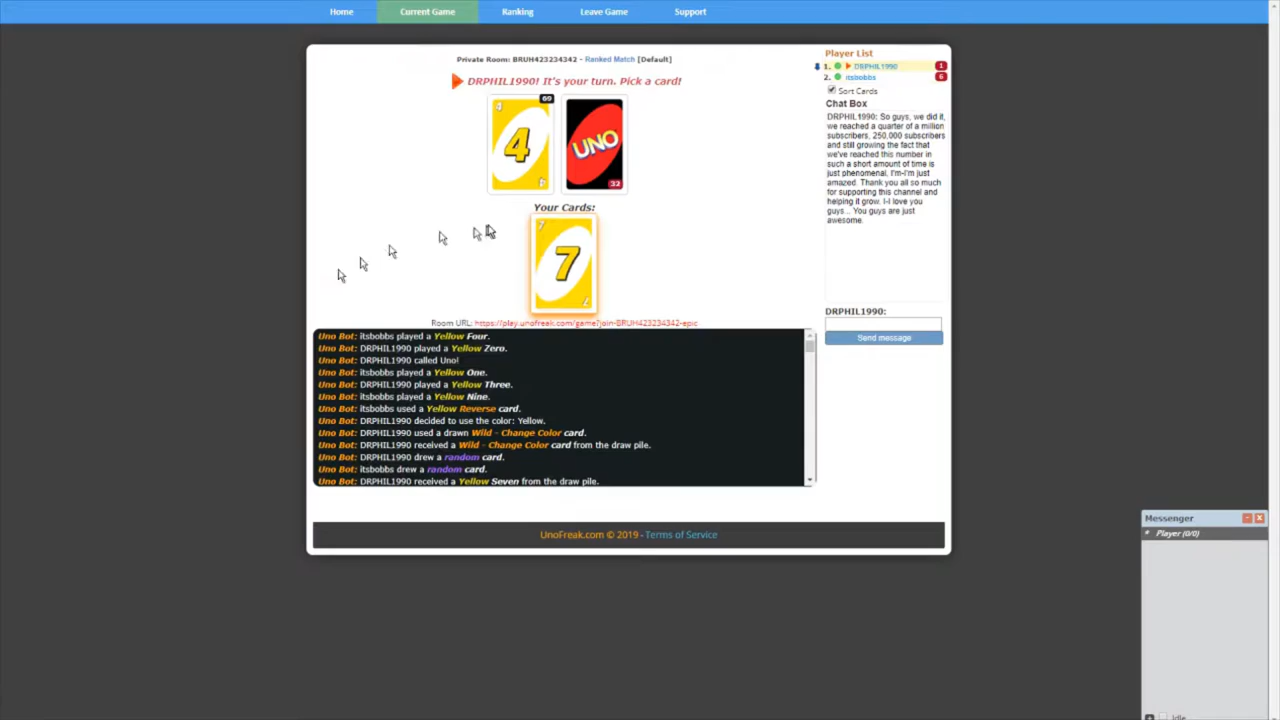 Home Current Game Ranking Leave Game Support
Private Room: BRUH423234342 - Ranked Match [Default]
DRPHIL1990! It's your turn. Pick a card!
4 69
4
4
UNO
32
Your Cards:
7
7
7
Room URL: https://play.unofreak.com/game?join=BRUH423234342-epic
Uno Bot: itsbobbs played a Yellow Four.
Uno Bot: DRPHIL1990 played a Yellow Zero.
Uno Bot: DRPHIL1990 called Uno!
Uno Bot: itsbobbs played a Yellow One.
Uno Bot: DRPHIL1990 played a Yellow Three.
Uno Bot: itsbobbs played a Yellow Nine.
Uno Bot: itsbobbs used a Yellow Reverse card.
Uno Bot: DRPHIL1990 decided to use the color: Yellow.
Uno Bot: DRPHIL1990 used a drawn Wild - Change Color card.
Uno Bot: DRPHIL1990 received a Wild - Change Color card from the draw pile.
Uno Bot: DRPHIL1990 drew a random card.
Uno Bot: itsbobbs drew a random card.
Uno Bot: DRPHIL1990 received a Yellow Seven from the draw pile.
Player List
1. DRPHIL1990 1
2. itsbobbs 6
Sort Cards
Chat Box
DRPHIL1990: So guys, we did it,
we reached a quarter of a million
subscribers, 250,000 subscribers
and still growing the fact that
we've reached this number in
such a short amount of time is
just phenomenal, I'm-I'm just
amazed. Thank you all so much
for supporting this channel and
helping it grow. I-I love you
guys... You guys are just
awesome.
DRPHIL1990:
Send message
UnoFreak.com © 2019 - Terms of Service
Messenger
Player (0/0)
Idle